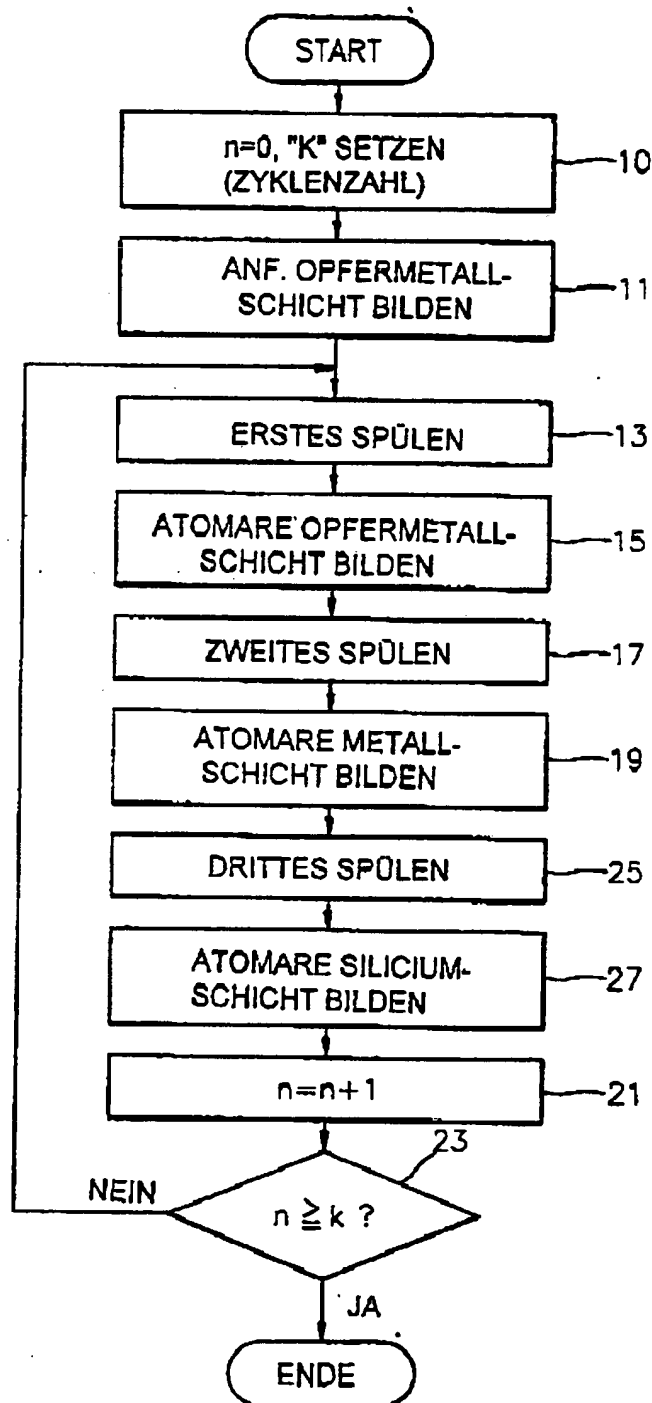 START
n=0, "K" SETZEN
(ZYKLENZAHL)
10
ANF. OPFERMETALL-
SCHICHT BILDEN
11
ERSTES SPÜLEN
13
ATOMARE OPFERMETALL-
SCHICHT BILDEN
15
ZWEITES SPÜLEN
17
ATOMARE METALL-
SCHICHT BILDEN
19
DRITTES SPÜLEN
25
ATOMARE SILICIUM-
SCHICHT BILDEN
27
n=n+1
21
23
NEIN
n ≧ k ?
JA
ENDE